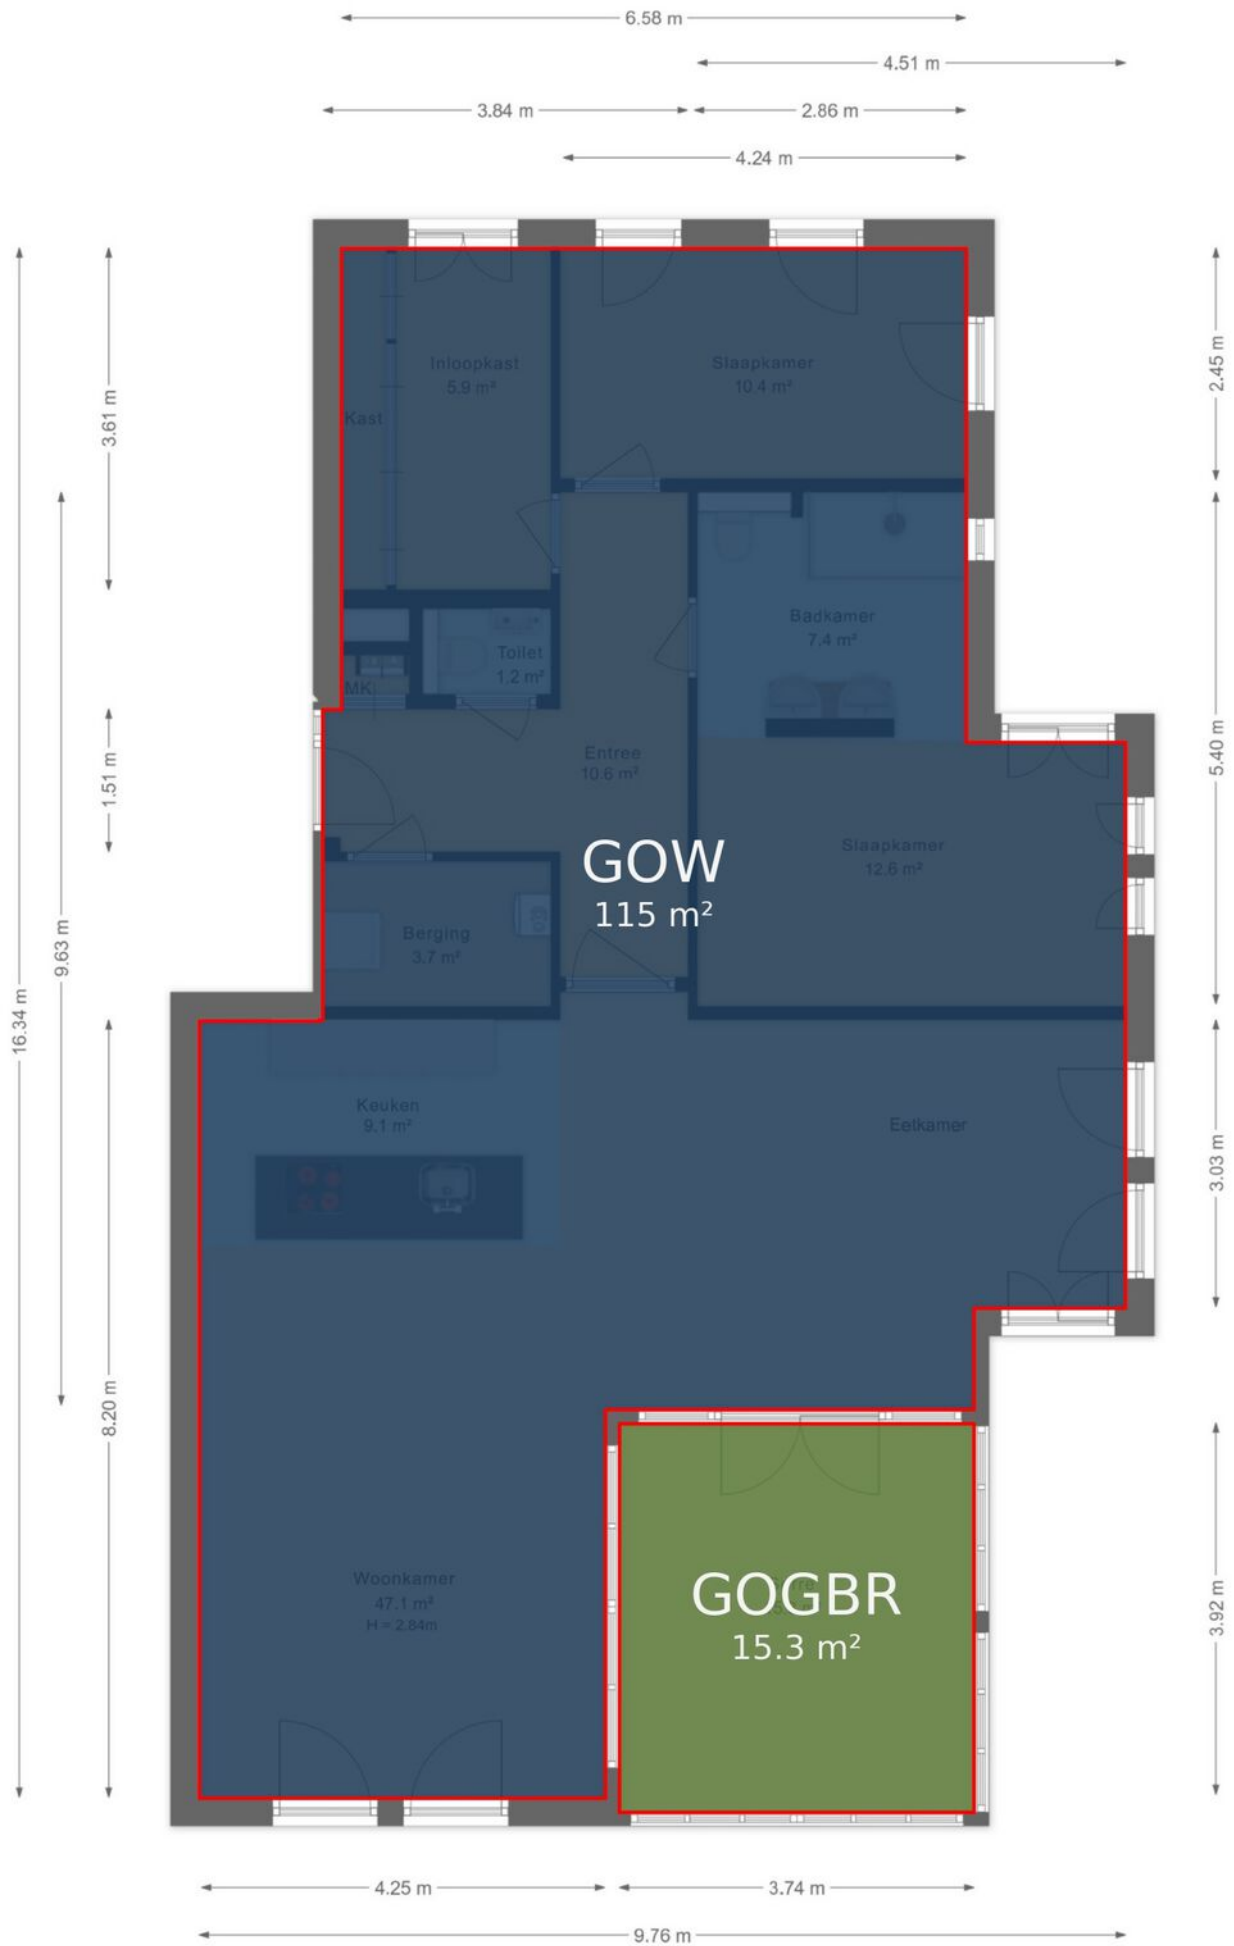 6.58 m
4.51 m
3.84 m
2.86 m
4.24 m
2.45 m
3.61 m
Inloopkast
5.9 m²
Slaapkamer
10.4 m²
Kast
Badkamer
7.4 m²
Toilet
1.2 m²
MK
5.40 m
1.51 m
Entree
10.6 m²
Slaapkamer
12.6 m²
GOW
115 m²
Berging
3.7 m²
9.63 m
16.34 m
Keuken
9.1 m²
Eetkamer
3.03 m
8.20 m
Woonkamer
47.1 m²
H = 2.84m
GOGBR
15.3 m²
3.92 m
4.25 m
3.74 m
9.76 m